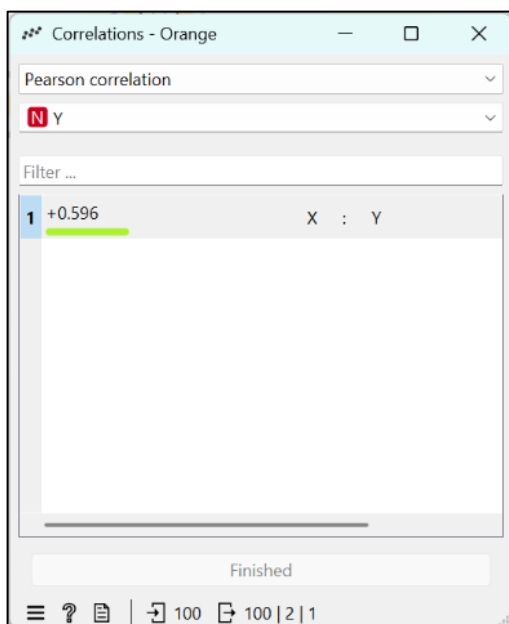 Correlations - Orange
Pearson correlation
N Y
Filter ...
1 +0.596 X : Y
Finished
100 100 | 2 | 1